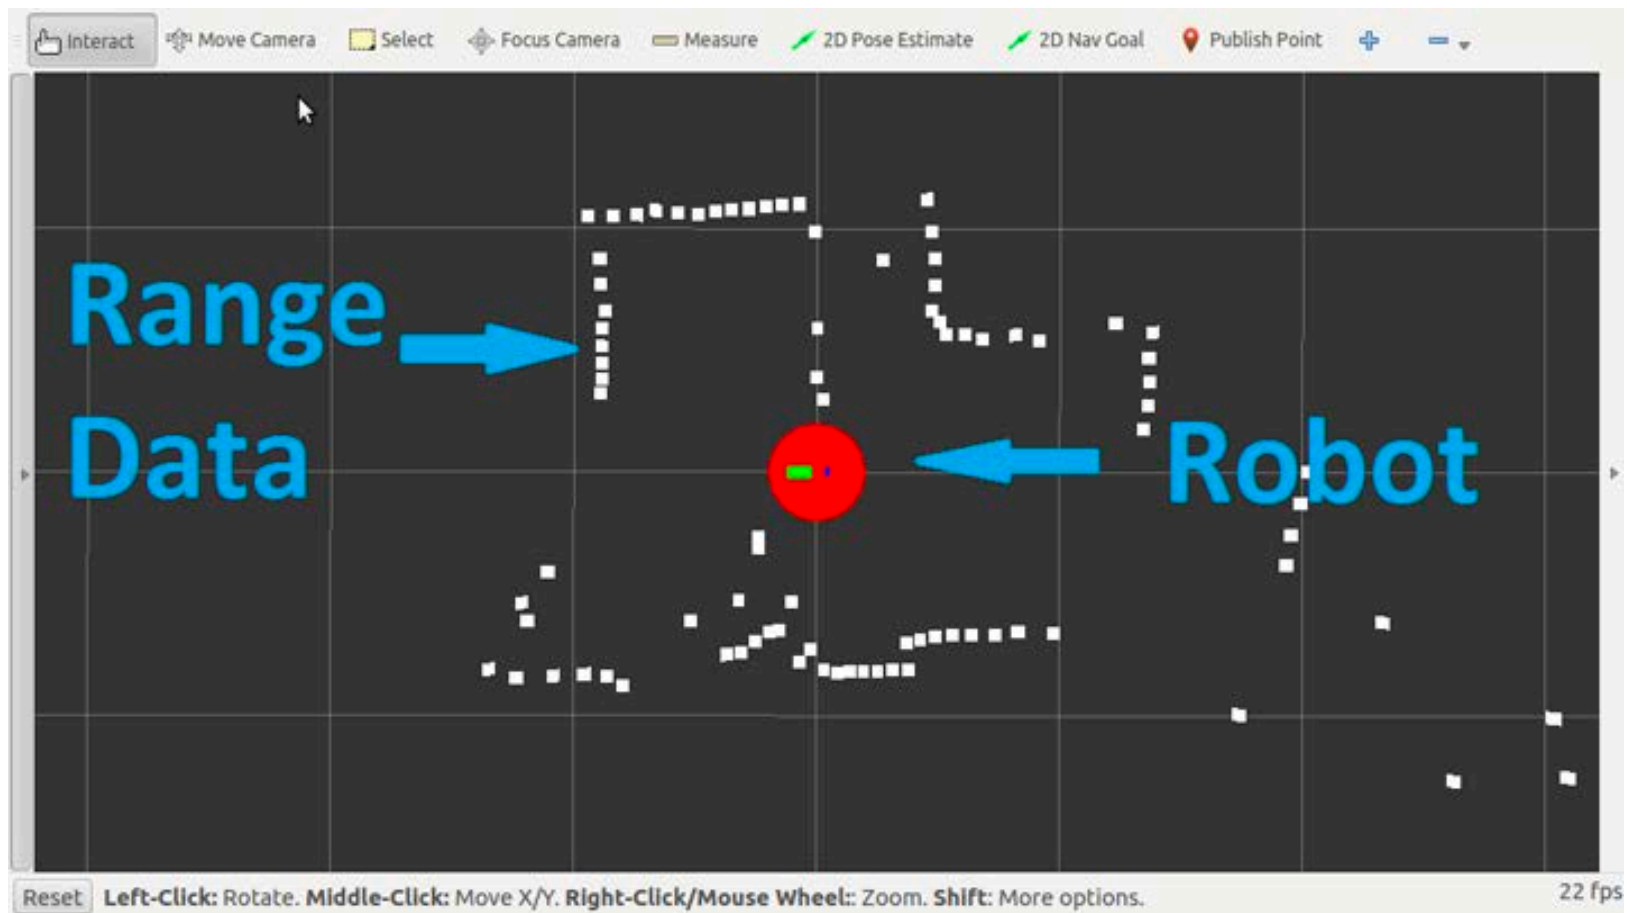 Interact Move Camera Select Focus Camera Measure 2D Pose Estimate 2D Nav Goal Publish Point
Range
Data
Robot
Reset Left-Click: Rotate. Middle-Click: Move X/Y. Right-Click/Mouse Wheel:: Zoom. Shift: More options. 22 fps